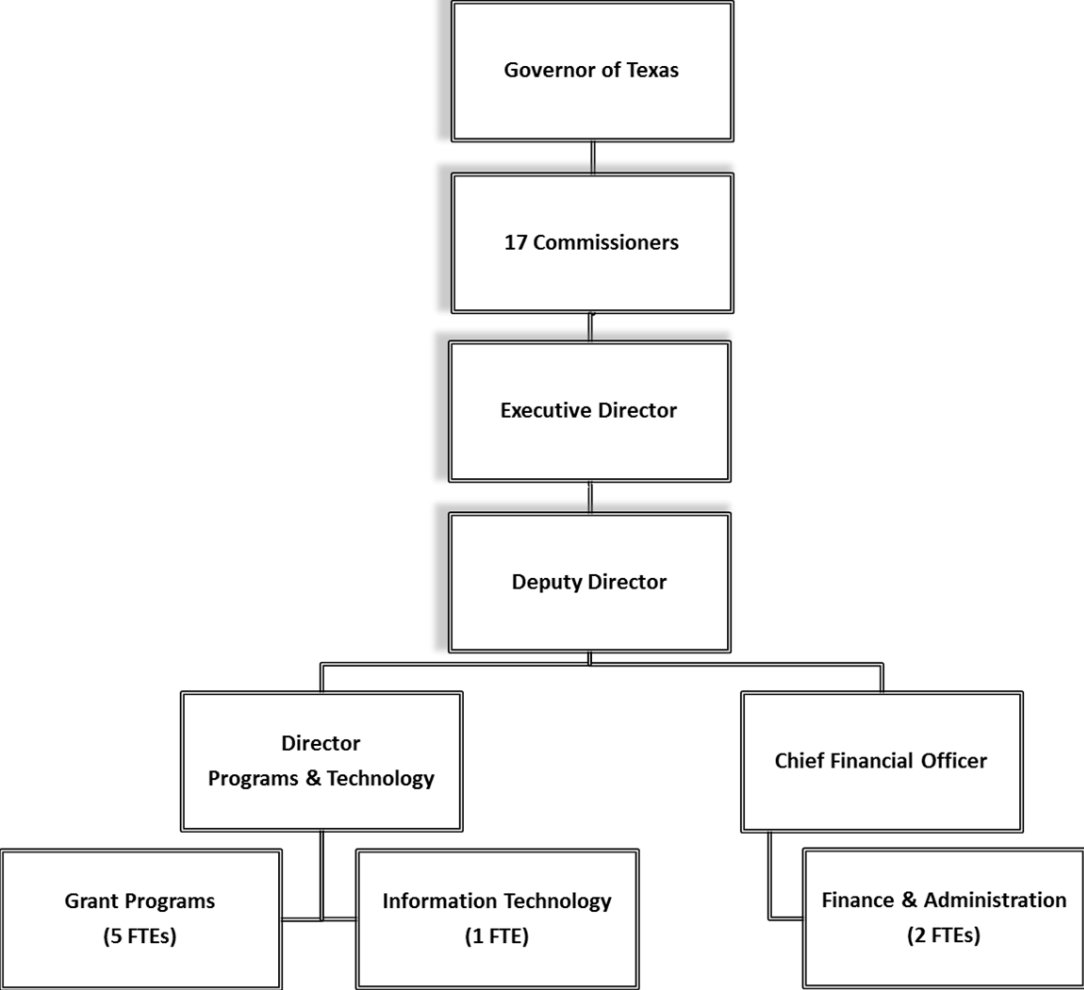 Governor of Texas
17 Commissioners
Executive Director
Deputy Director
Director
Programs & Technology
Chief Financial Officer
Grant Programs
(5 FTEs)
Information Technology
(1 FTE)
Finance & Administration
(2 FTEs)